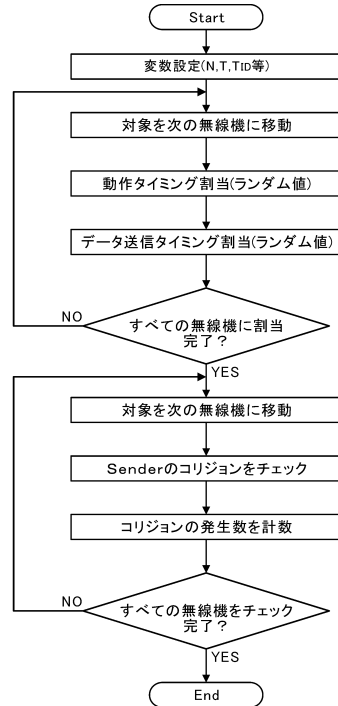 Start
変数設定(N,T,TID等)
対象を次の無線機に移動
動作タイミング割当(ランダム値)
データ送信タイミング割当(ランダム値)
NO
すべての無線機に割当
完了？
YES
対象を次の無線機に移動
Senderのコリジョンをチェック
コリジョンの発生数を計数
NO
すべての無線機をチェック
完了？
YES
End